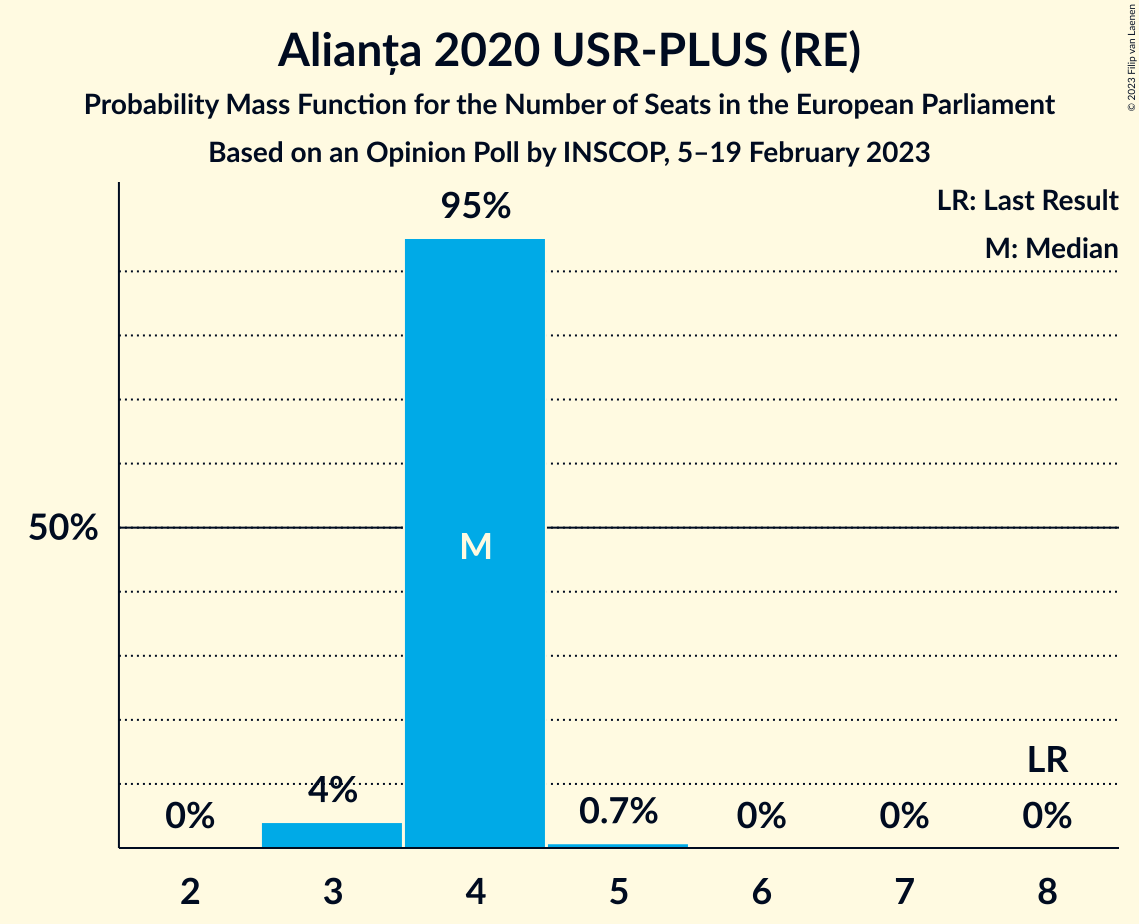 Alianța 2020 USR-PLUS (RE)
Probability Mass Function for the Number of Seats in the European Parliament
Based on an Opinion Poll by INSCOP, 5–19 February 2023
© 2023 Filip van Laenen
LR: Last Result
M: Median
95%
50%
M
LR
0%
4%
0.7%
0%
0%
0%
2
3
4
5
6
7
8